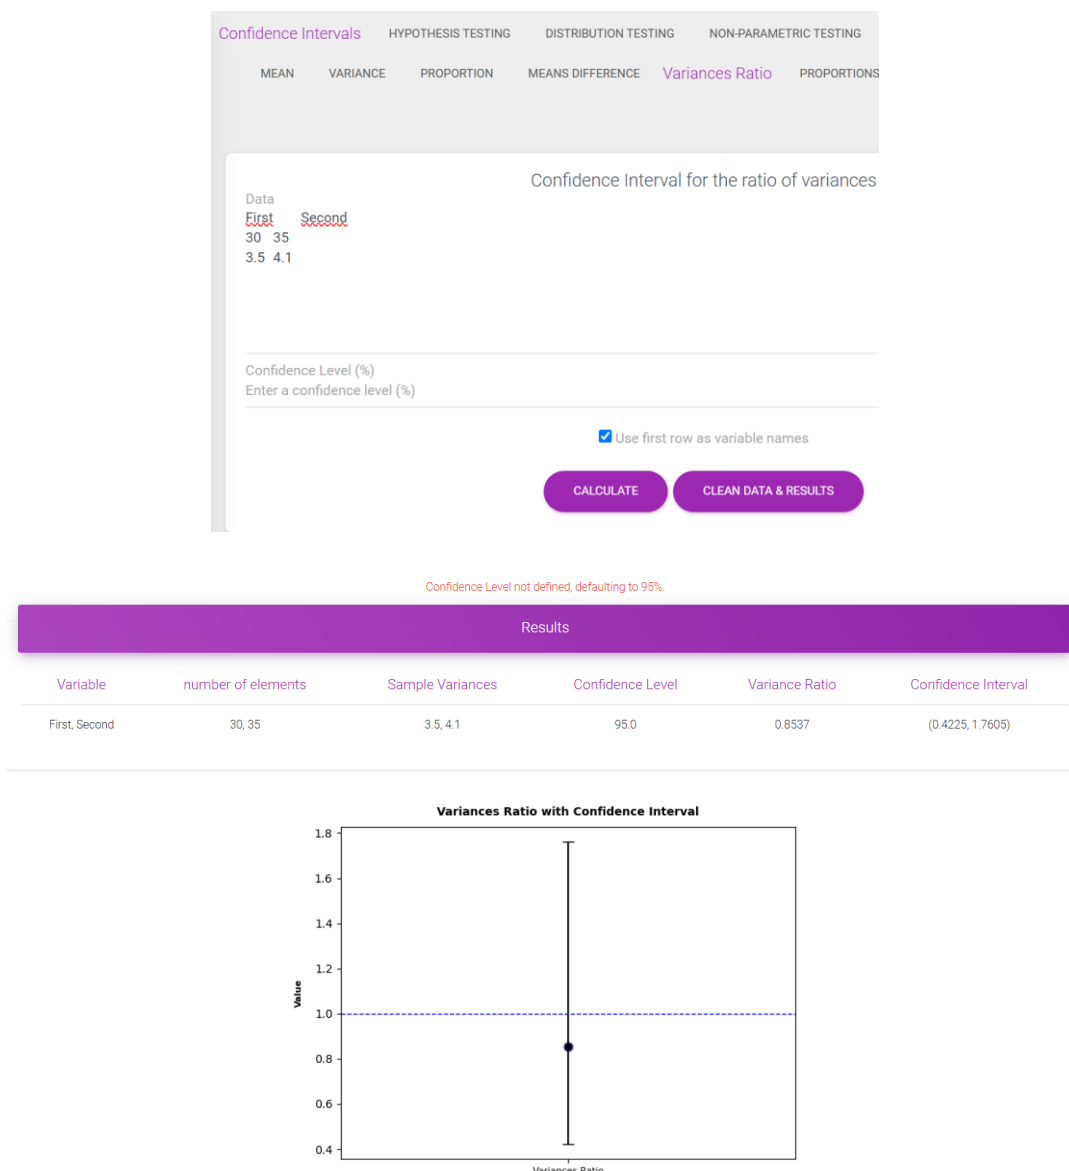 Confidence Intervals HYPOTHESIS TESTING DISTRIBUTION TESTING NON-PARAMETRIC TESTING
MEAN VARIANCE PROPORTION MEANS DIFFERENCE Variances Ratio PROPORTIONS
Confidence Interval for the ratio of variances
Data
First Second
30 35
3.5 4.1
Confidence Level (%)
Enter a confidence level (%)
Use first row as variable names
CALCULATE CLEAN DATA & RESULTS
Confidence Level not defined, defaulting to 95%.
Results
Variable number of elements Sample Variances Confidence Level Variance Ratio Confidence Interval
First, Second 30, 35 3.5, 4.1 95.0 0.8537 (0.4225, 1.7605)
Variances Ratio with Confidence Interval
1.8
1.6
1.4
1.2
Value
1.0
0.8
0.6
0.4
Variances Ratio